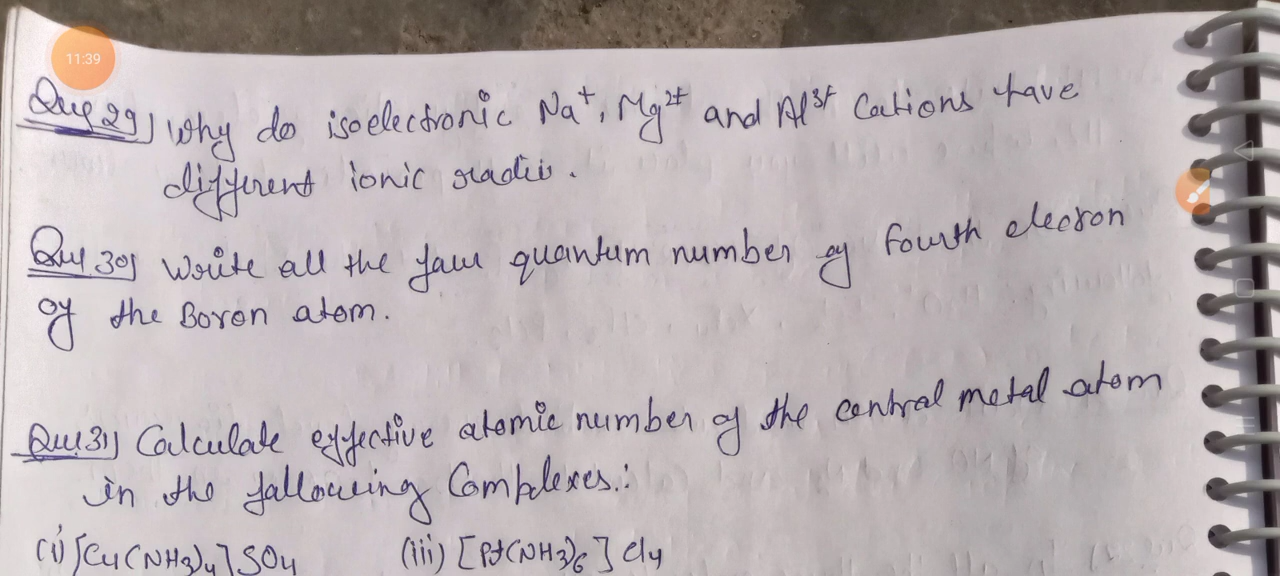 11:39
Que 29) Why do isoelectronic Na⁺, Mg²⁺ and Al³⁺ Cations have
different ionic radii.
Que 30) Write all the four quantum number of fourth elecron
of the Boron atom.
Que 31) Calculate effective atomic number of the central metal atom
in the following Complexes:
(i) [Cu(NH3)4]SO4 (iii) [Pt(NH3)6]Cl4